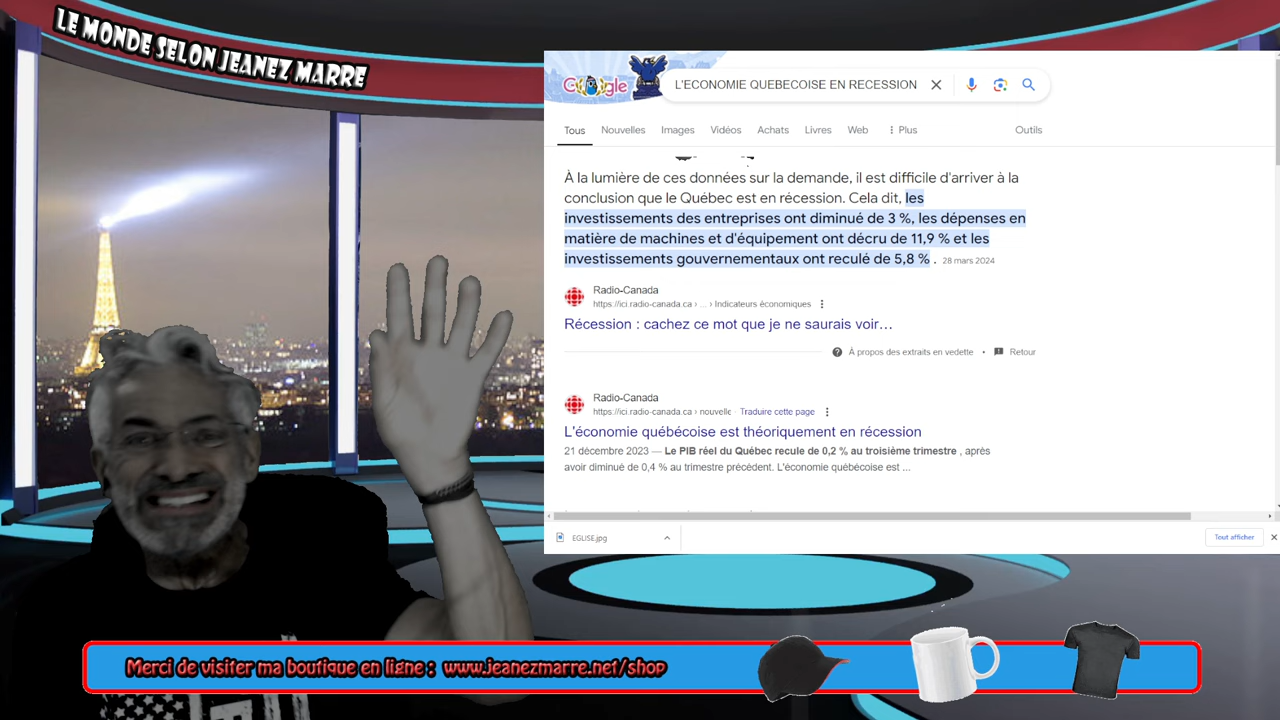 LE MONDE SELON JEANEZ MARRE
Google
L'ECONOMIE QUEBECOISE EN RECESSION
Tous Nouvelles Images Vidéos Achats Livres Web Plus Outils
À la lumière de ces données sur la demande, il est difficile d'arriver à la
conclusion que le Québec est en récession. Cela dit, les
investissements des entreprises ont diminué de 3 %, les dépenses en
matière de machines et d'équipement ont décru de 11,9 % et les
investissements gouvernementaux ont reculé de 5,8 % . 28 mars 2024
Radio-Canada
https://ici.radio-canada.ca › ... › Indicateurs économiques
Récession : cachez ce mot que je ne saurais voir…
À propos des extraits en vedette • Retour
Radio-Canada
https://ici.radio-canada.ca › nouvelle Traduire cette page
L'économie québécoise est théoriquement en récession
21 décembre 2023 — Le PIB réel du Québec recule de 0,2 % au troisième trimestre , après
avoir diminué de 0,4 % au trimestre précédent. L'économie québécoise est ...
EGLISE.jpg
Tout afficher
Merci de visiter ma boutique en ligne : www.jeanezmarre.net/shop